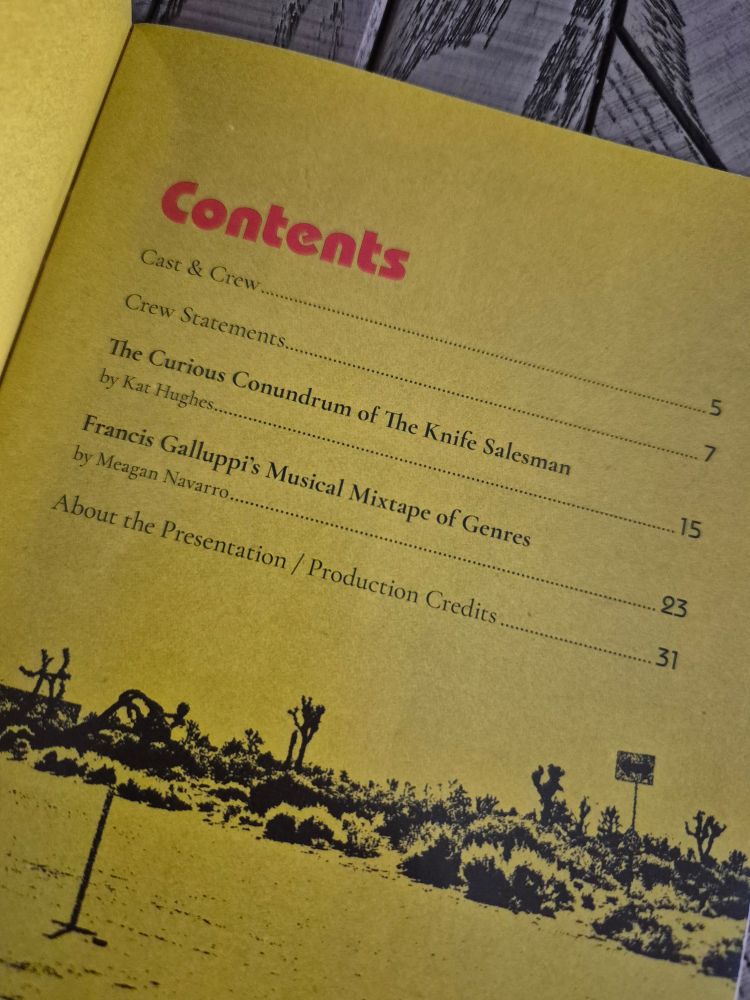 Contents
Cast & Crew........................................5
Crew Statements........................................7
The Curious Conundrum of The Knife Salesman
by Kat Hughes........................................15
Francis Galluppi's Musical Mixtape of Genres
by Meagan Navarro........................................23
About the Presentation / Production Credits....................31